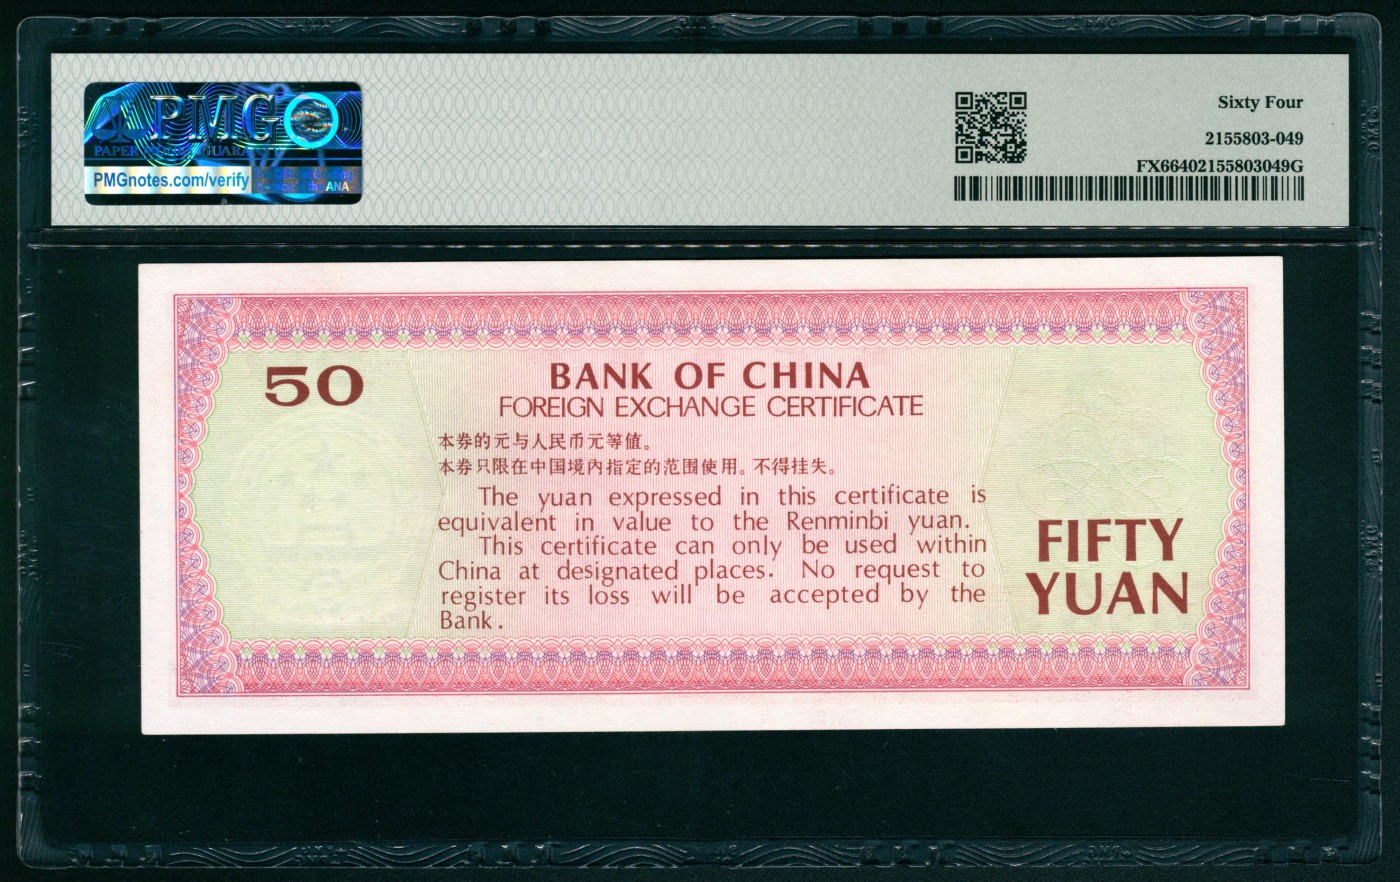 PMG
PAPER MONEY GUARANTY
PMGnotes.com/verify
ANA
Sixty Four
2155803-049
FX66402155803049G
50
BANK OF CHINA
FOREIGN EXCHANGE CERTIFICATE
本券的元与人民币元等值。
本券只限在中国境内指定的范围使用。不得挂失。
The yuan expressed in this certificate is
equivalent in value to the Renminbi yuan.
This certificate can only be used within
China at designated places. No request to
register its loss will be accepted by the
Bank.
FIFTY
YUAN